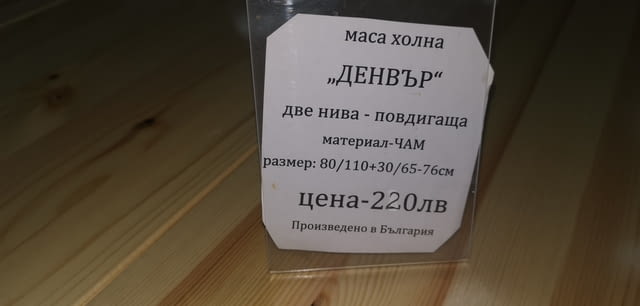 маса холна
„ДЕНВЪР“
две нива - повдигаща
материал-ЧАМ
размер: 80/110+30/65-76см
цена-220лв
Произведено в България